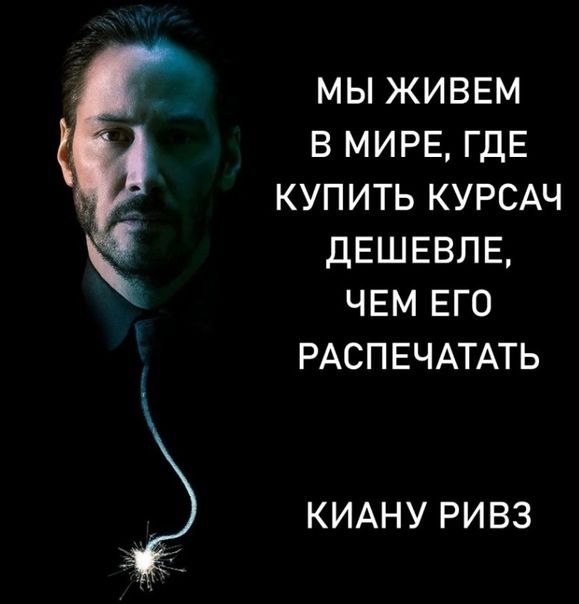 МЫ ЖИВЕМ
В МИРЕ, ГДЕ
КУПИТЬ КУРСАЧ
ДЕШЕВЛЕ,
ЧЕМ ЕГО
РАСПЕЧАТАТЬ
КИАНУ РИВЗ